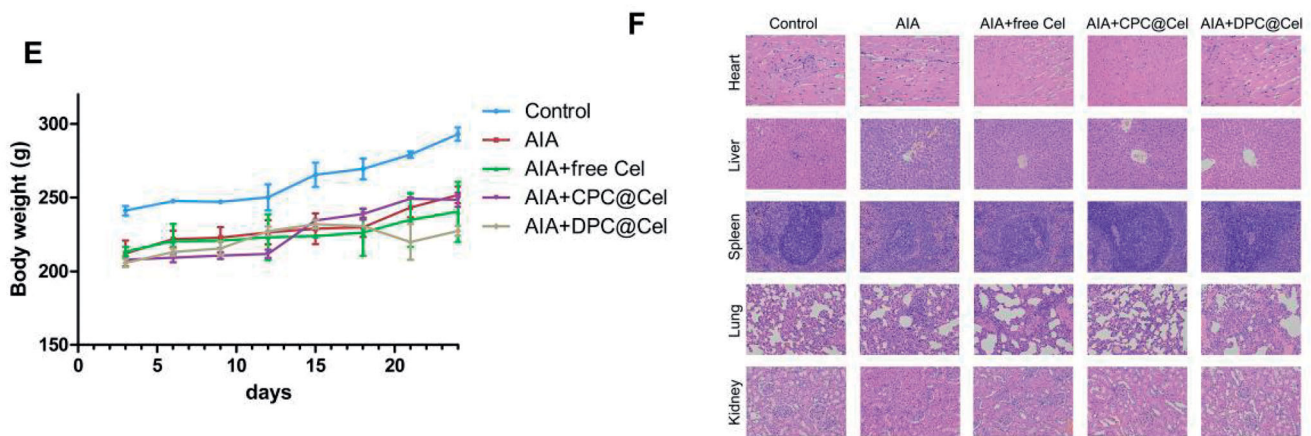 E
Body weight (g)
300
250
200
150
0
5
10
15
20
days
Control
AIA
AIA+free Cel
AIA+CPC@Cel
AIA+DPC@Cel
F
Control
AIA
AIA+free Cel
AIA+CPC@Cel
AIA+DPC@Cel
Heart
Liver
Spleen
Lung
Kidney